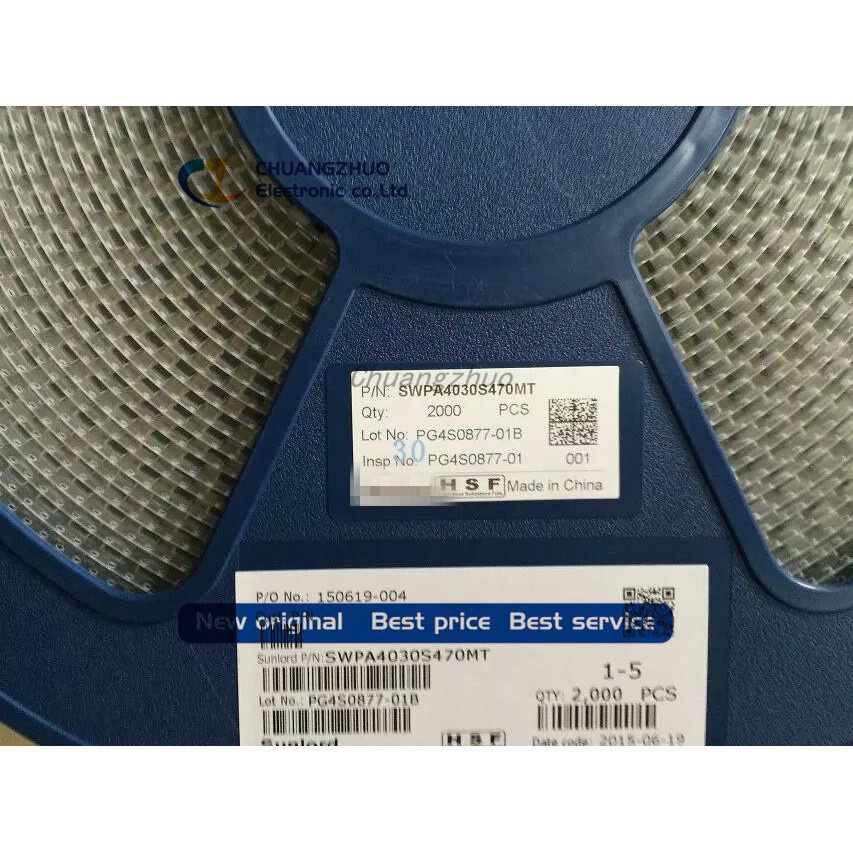 CHUANGZHUO
Electronic co.Ltd
Chuangzhuo
P/N: SWPA4030S470MT
Qty: 2000 PCS
Lot No: PG4S0877-01B
30
Insp No: PG4S0877-01 001
HSF Made in China
P/O No.: 150619-004
New original Best price Best service
Sunlord P/N: SWPA4030S470MT
1-5
Lot No.: PG4S0877-01B
QTY: 2,000 PCS
Sunlord HSF Date code: 2015-06-19